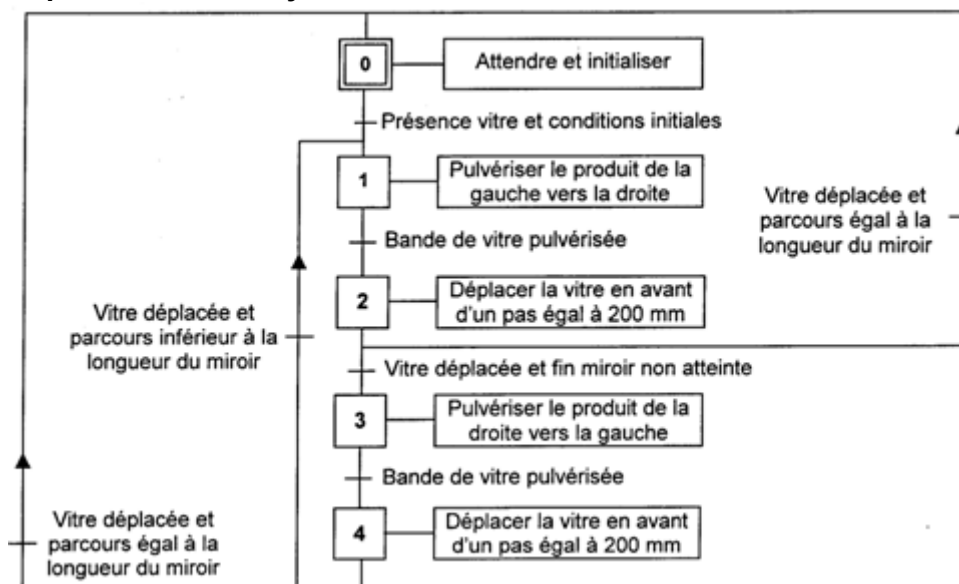 0
Attendre et initialiser
Présence vitre et conditions initiales
1
Pulvériser le produit de la
gauche vers la droite
Vitre déplacée et
parcours égal à la
longueur du miroir
Bande de vitre pulvérisée
2
Déplacer la vitre en avant
d'un pas égal à 200 mm
Vitre déplacée et
parcours inférieur à la
longueur du miroir
Vitre déplacée et fin miroir non atteinte
3
Pulvériser le produit de la
droite vers la gauche
Bande de vitre pulvérisée
4
Déplacer la vitre en avant
d'un pas égal à 200 mm
Vitre déplacée et
parcours égal à la
longueur du miroir